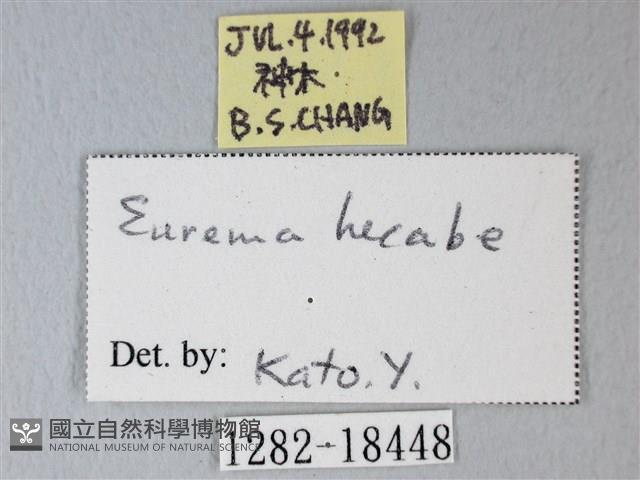 JUL.4.1992
神木
B.S.CHANG
Eurema hecabe
Det. by: Kato.Y.
國立自然科學博物館
NATIONAL MUSEUM OF NATURAL SCIENCE
1282-18448